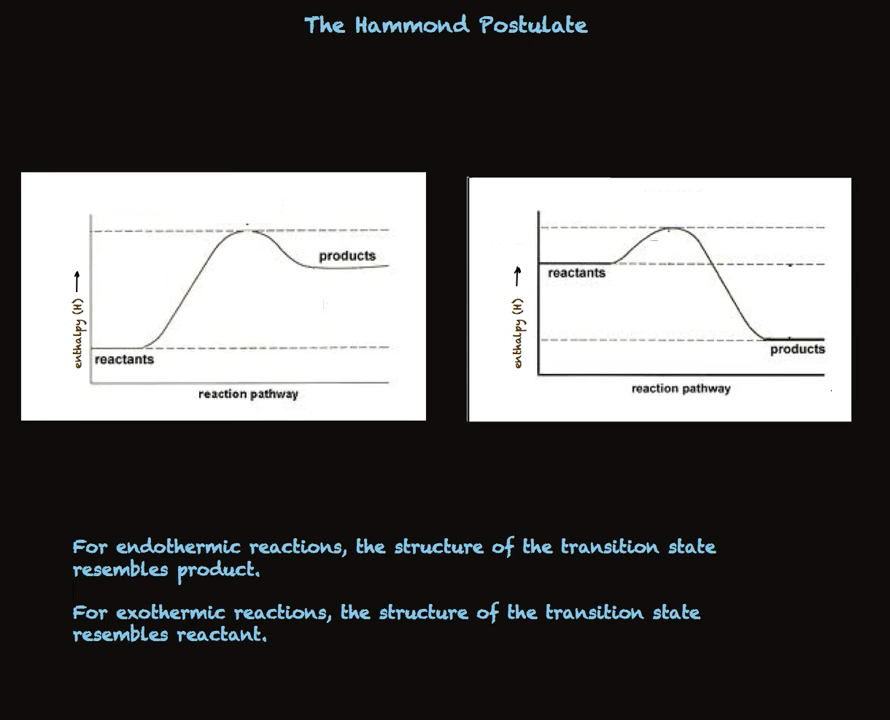 The Hammond Postulate
enthalpy (H)
products
reactants
reaction pathway
enthalpy (H)
reactants
products
reaction pathway
For endothermic reactions, the structure of the transition state
resembles product.
For exothermic reactions, the structure of the transition state
resembles reactant.